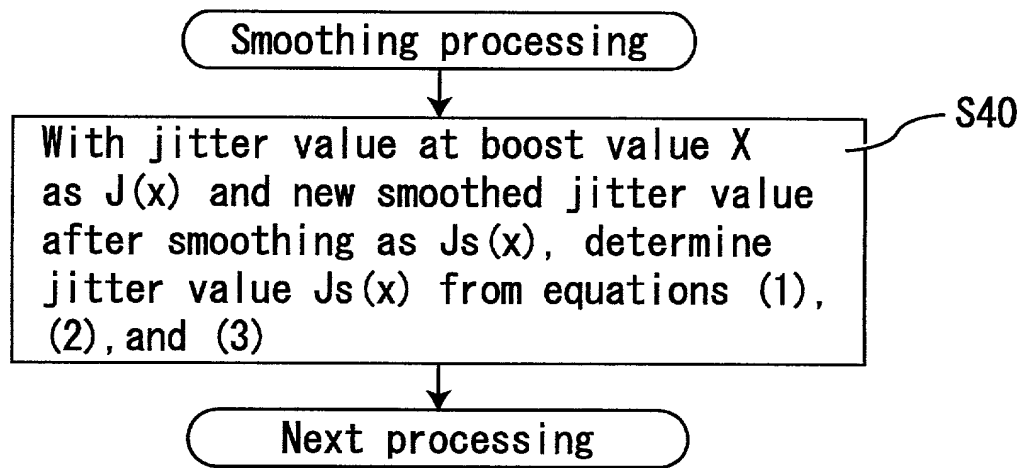 Smoothing processing
S40
With jitter value at boost value X
as J(x) and new smoothed jitter value
after smoothing as Js(x), determine
jitter value Js(x) from equations (1),
(2),and (3)
Next processing